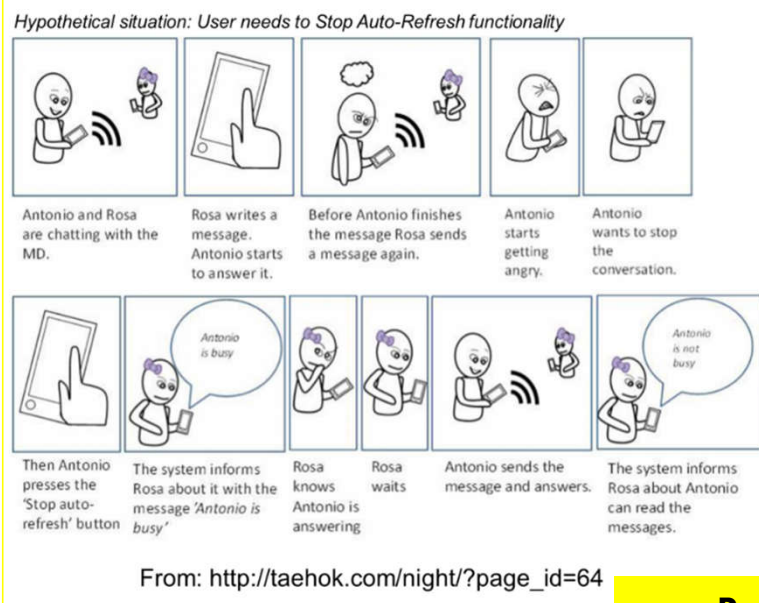 Hypothetical situation: User needs to Stop Auto-Refresh functionality
Antonio and Rosa
are chatting with the
MD.
Rosa writes a
message.
Antonio starts
to answer it.
Before Antonio finishes
the message Rosa sends
a message again.
Antonio
starts
getting
angry.
Antonio
wants to stop
the
conversation.
Antonio
is busy
Antonio
is not
busy
Then Antonio
presses the
'Stop auto-
refresh' button
The system informs
Rosa about it with the
message 'Antonio is
busy'
Rosa
knows
Antonio is
answering
Rosa
waits
Antonio sends the
message and answers.
The system informs
Rosa about Antonio
can read the
messages.
From: http://taehok.com/night/?page_id=64